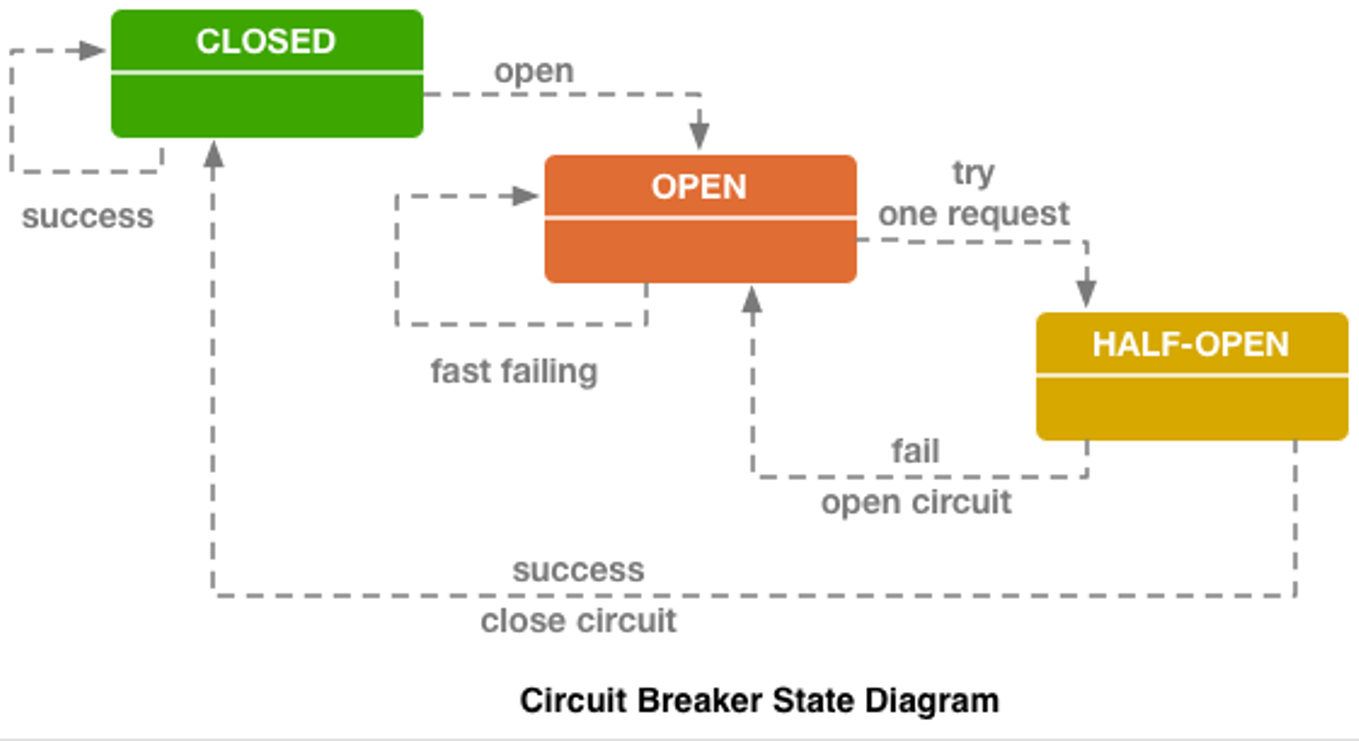 CLOSED
open
success
OPEN
try
one request
fast failing
HALF-OPEN
fail
open circuit
success
close circuit
Circuit Breaker State Diagram